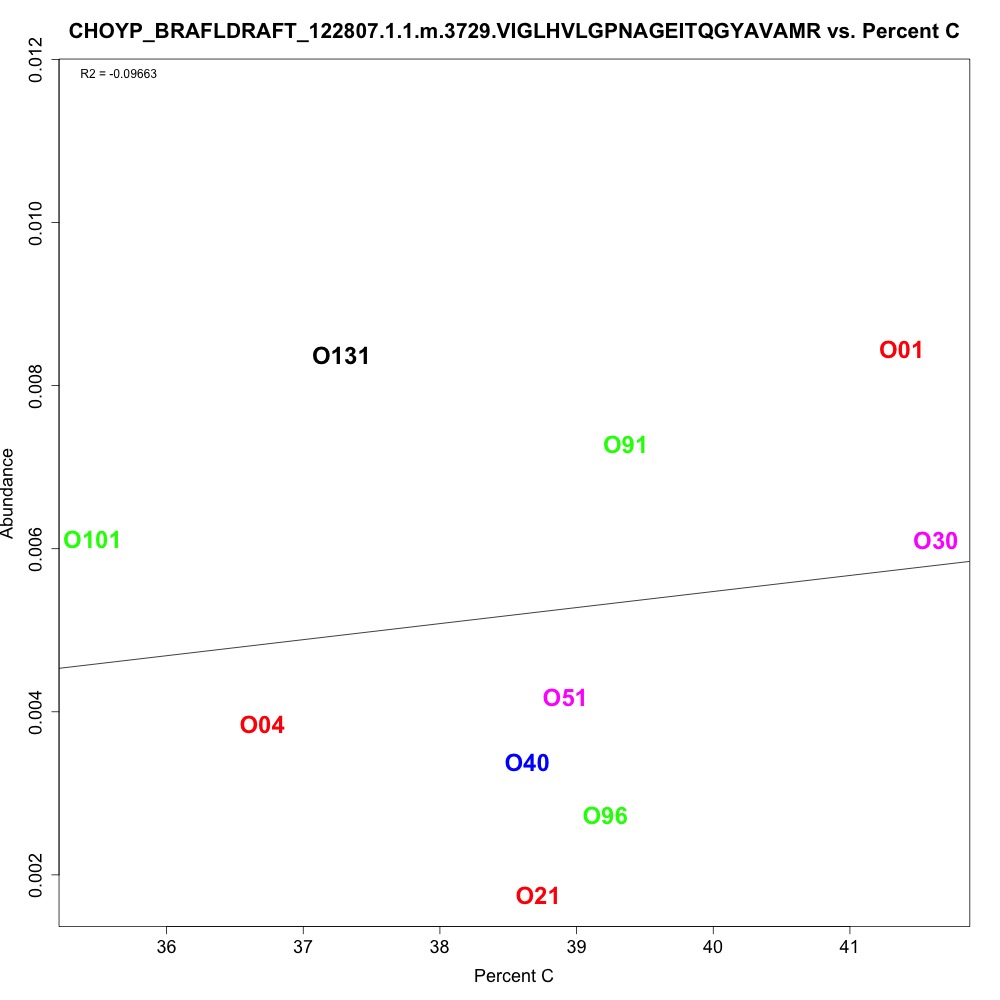 CHOYP_BRAFLDRAFT_122807.1.1.m.3729.VIGLHVLGPNAGEITQGYAVAMR vs. Percent C
R2 = -0.09663
0.012
0.010
0.008
0.006
0.004
0.002
Abundance
O131
O01
O91
O101
O30
O51
O04
O40
O96
O21
36
37
38
39
40
41
Percent C